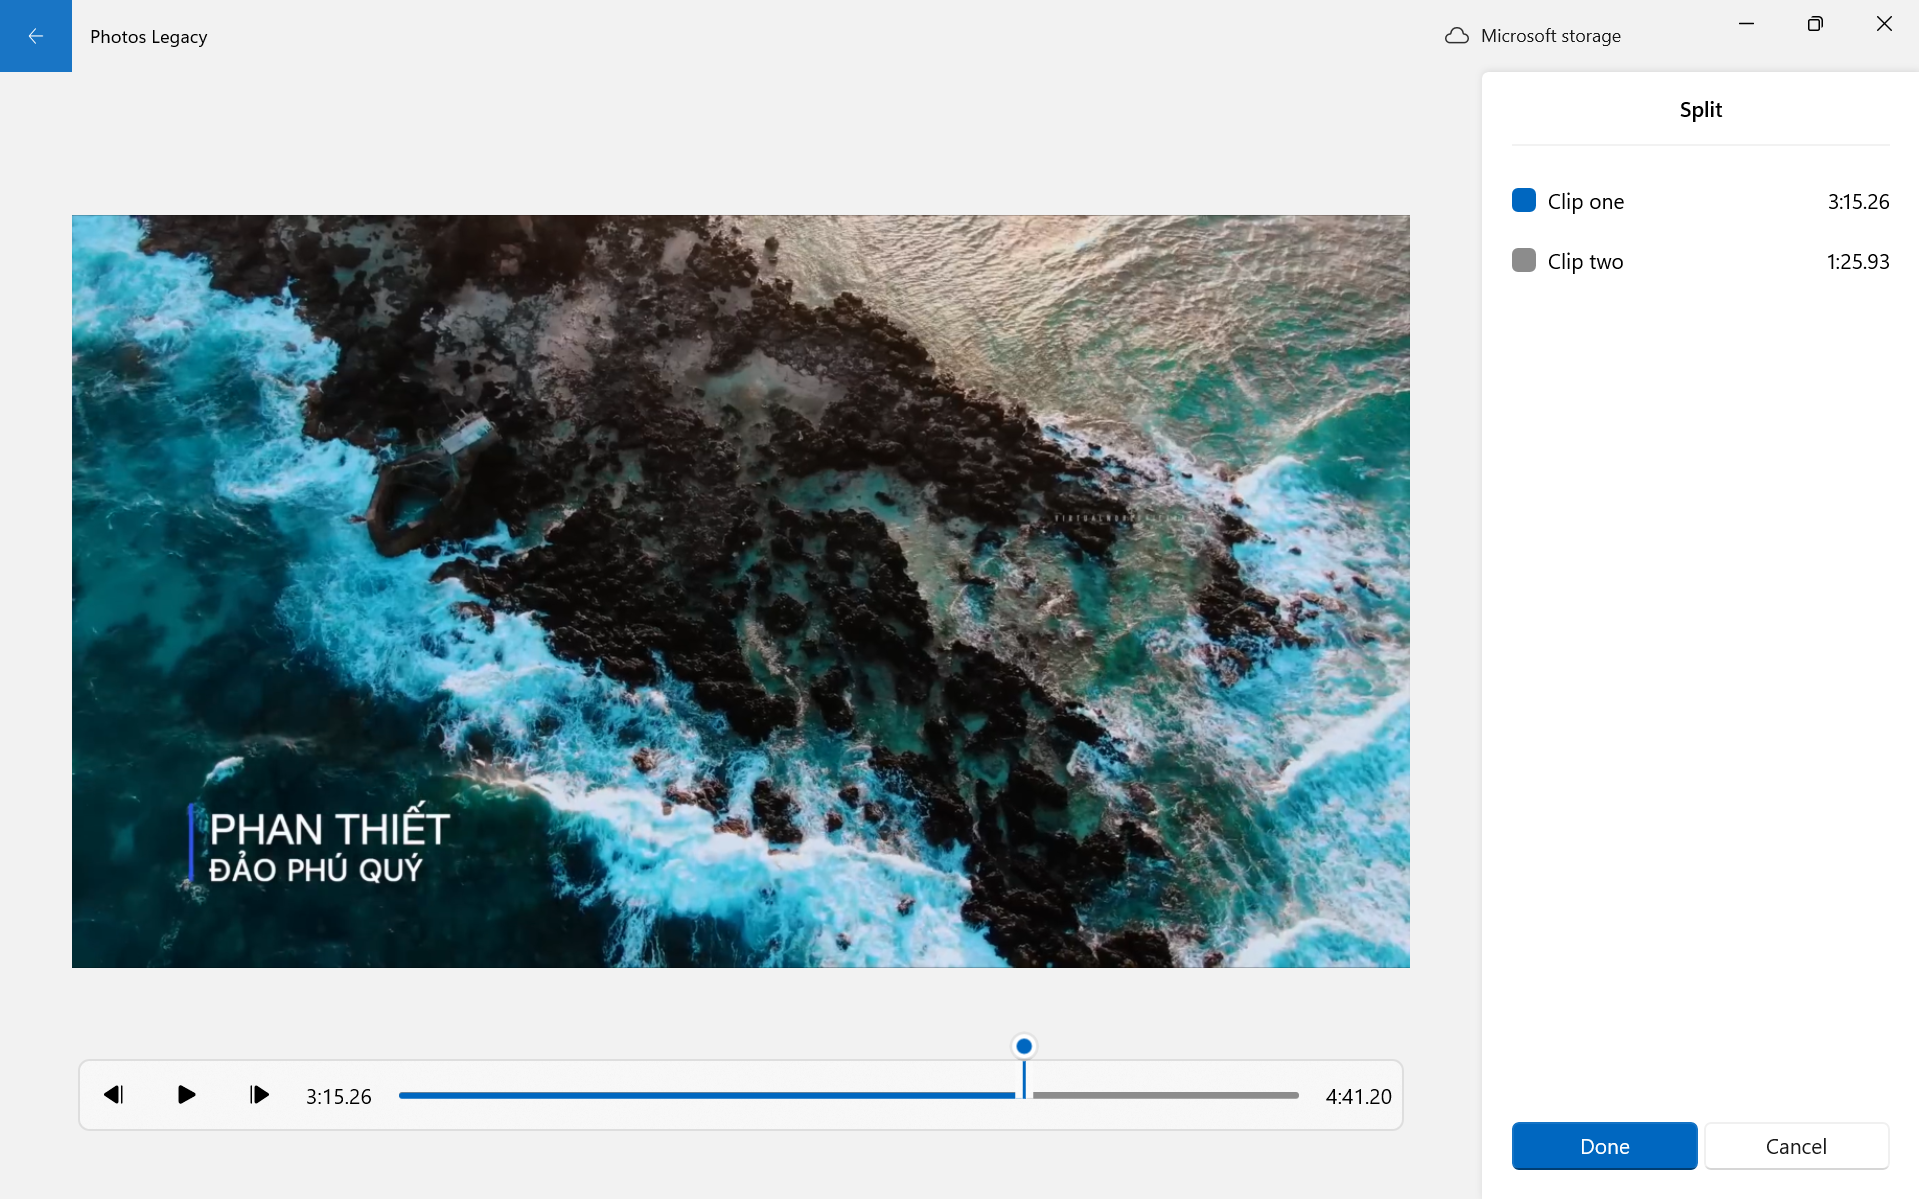 Photos Legacy
Microsoft storage
Split
Clip one 3:15.26
Clip two 1:25.93
PHAN THIẾT
ĐẢO PHÚ QUÝ
3:15.26 4:41.20
Done Cancel